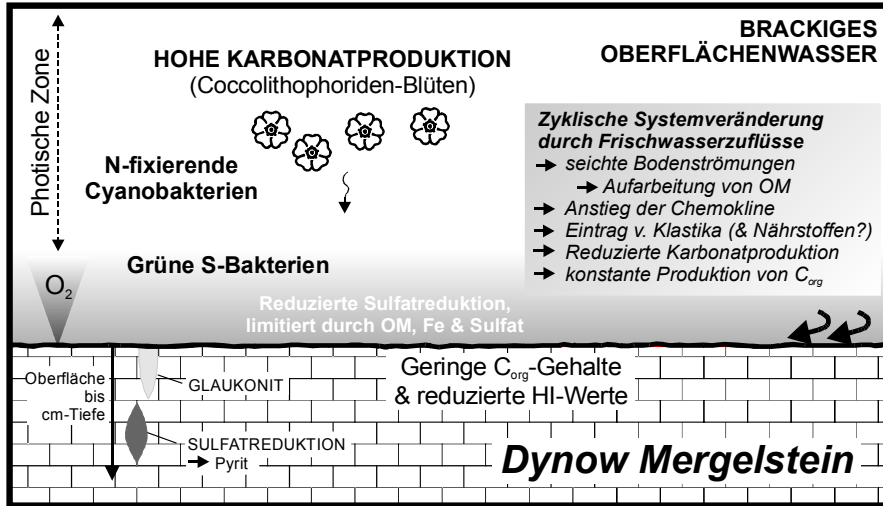 BRACKIGES
OBERFLÄCHENWASSER
Photische Zone
HOHE KARBONATPRODUKTION
(Coccolithophoriden-Blüten)
N-fixierende
Cyanobakterien
Zyklische Systemveränderung
durch Frischwasserzuflüsse
→ seichte Bodenströmungen
→ Aufarbeitung von OM
→ Anstieg der Chemokline
→ Eintrag v. Klastika (& Nährstoffen?)
→ Reduzierte Karbonatproduktion
→ konstante Produktion von Corg
Grüne S-Bakterien
O2
Reduzierte Sulfatreduktion,
limitiert durch OM, Fe & Sulfat
Oberfläche
bis
cm-Tiefe
GLAUKONIT
Geringe Corg-Gehalte
& reduzierte HI-Werte
SULFATREDUKTION
→ Pyrit
Dynow Mergelstein